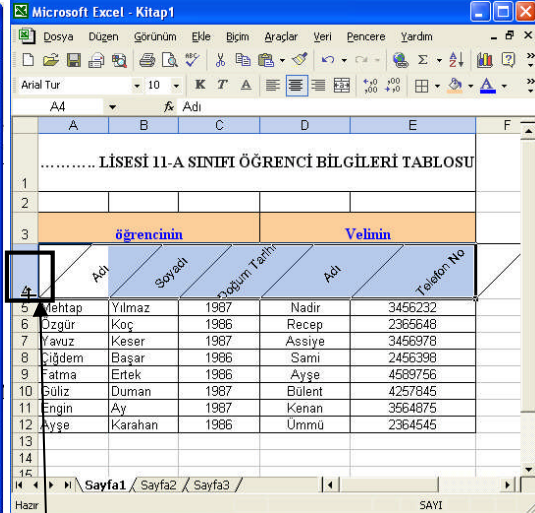 Microsoft Excel - Kitap1
Dosya Düzen Görünüm Ekle Biçim Araçlar Veri Pencere Yardım
Arial Tur 10 K T A
A4 fx Adı
A B C D E F
1 ........... LİSESİ 11-A SINIFI ÖĞRENCİ BİLGİLERİ TABLOSU
2
3 öğrencinin Velinin
4 Adı Soyadı Doğum Tarihi Adı Telefon No
5 Mehtap Yılmaz 1987 Nadir 3456232
6 Özgür Koç 1986 Recep 2365648
7 Yavuz Keser 1987 Assiye 3456978
8 Çiğdem Başar 1986 Sami 2456398
9 Fatma Ertek 1986 Ayşe 4589756
10 Güliz Duman 1987 Bülent 4257845
11 Engin Ay 1987 Kenan 3564875
12 Ayşe Karahan 1986 Ümmü 2364545
13
14
15
Sayfa1 Sayfa2 Sayfa3
Hazır SAYI